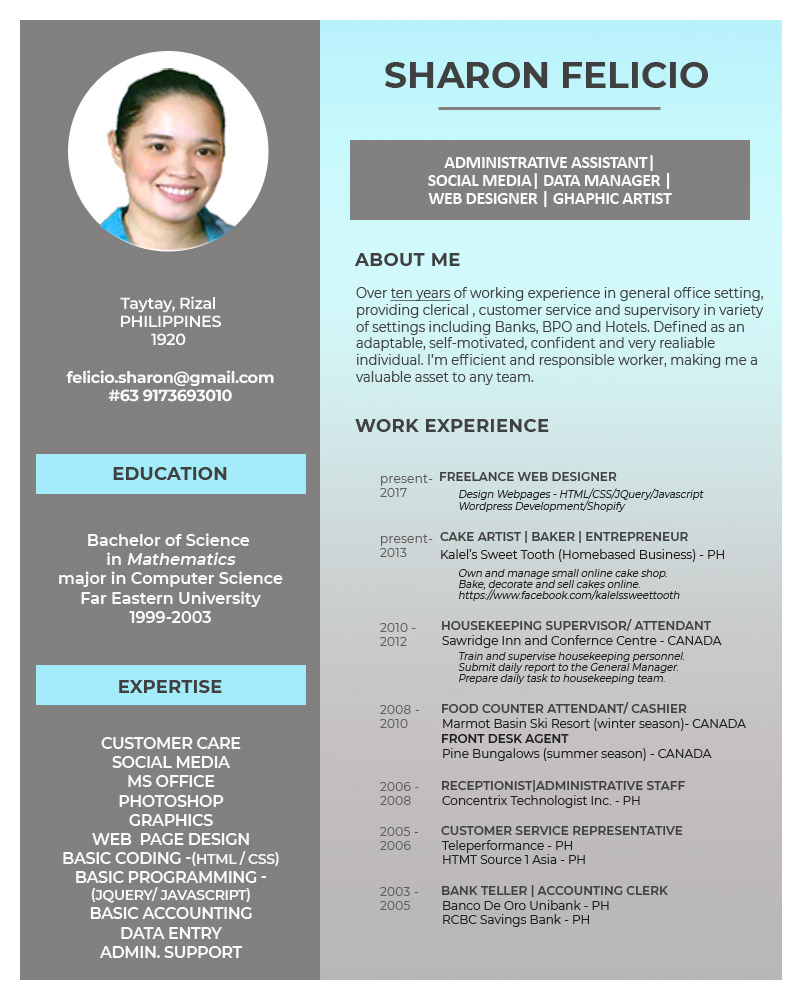 SHARON FELICIO
ADMINISTRATIVE ASSISTANT|
SOCIAL MEDIA| DATA MANAGER |
WEB DESIGNER | GHAPHIC ARTIST
Taytay, Rizal
PHILIPPINES
1920
felicio.sharon@gmail.com
#63 9173693010
EDUCATION
Bachelor of Science
in Mathematics
major in Computer Science
Far Eastern University
1999-2003
EXPERTISE
CUSTOMER CARE
SOCIAL MEDIA
MS OFFICE
PHOTOSHOP
GRAPHICS
WEB PAGE DESIGN
BASIC CODING -(HTML / CSS)
BASIC PROGRAMMING -
(JQUERY/ JAVASCRIPT)
BASIC ACCOUNTING
DATA ENTRY
ADMIN. SUPPORT
ABOUT ME
Over ten years of working experience in general office setting,
providing clerical , customer service and supervisory in variety
of settings including Banks, BPO and Hotels. Defined as an
adaptable, self-motivated, confident and very realiable
individual. I'm efficient and responsible worker, making me a
valuable asset to any team.
WORK EXPERIENCE
present- FREELANCE WEB DESIGNER
2017
Design Webpages - HTML/CSS/JQuery/Javascript
Wordpress Development/Shopify
present- CAKE ARTIST | BAKER | ENTREPRENEUR
2013 Kalel's Sweet Tooth (Homebased Business) - PH
Own and manage small online cake shop.
Bake, decorate and sell cakes online.
https://www.facebook.com/kalelssweettooth
2010 - HOUSEKEEPING SUPERVISOR/ ATTENDANT
2012 Sawridge Inn and Confernce Centre - CANADA
Train and supervise housekeeping personnel.
Submit daily report to the General Manager.
Prepare daily task to housekeeping team.
2008 - FOOD COUNTER ATTENDANT/ CASHIER
2010 Marmot Basin Ski Resort (winter season)- CANADA
FRONT DESK AGENT
Pine Bungalows (summer season) - CANADA
2006 - RECEPTIONIST|ADMINISTRATIVE STAFF
2008 Concentrix Technologist Inc. - PH
2005 - CUSTOMER SERVICE REPRESENTATIVE
2006 Teleperformance - PH
HTMT Source 1 Asia - PH
2003 - BANK TELLER | ACCOUNTING CLERK
2005 Banco De Oro Unibank - PH
RCBC Savings Bank - PH